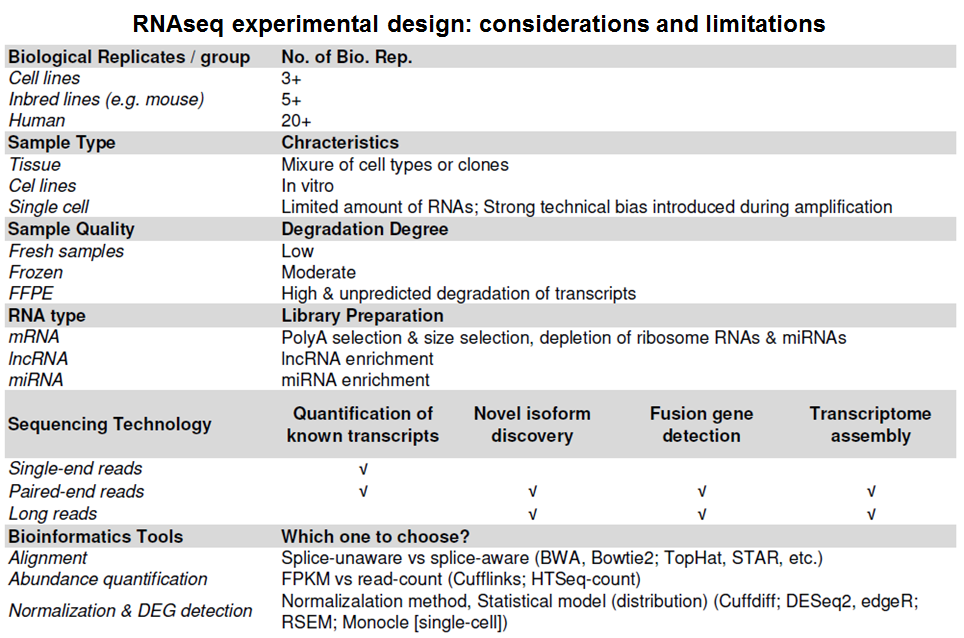 RNAseq experimental design: considerations and limitations
Biological Replicates / group No. of Bio. Rep.
Cell lines 3+
Inbred lines (e.g. mouse) 5+
Human 20+
Sample Type Chracteristics
Tissue Mixure of cell types or clones
Cel lines In vitro
Single cell Limited amount of RNAs; Strong technical bias introduced during amplification
Sample Quality Degradation Degree
Fresh samples Low
Frozen Moderate
FFPE High & unpredicted degradation of transcripts
RNA type Library Preparation
mRNA PolyA selection & size selection, depletion of ribosome RNAs & miRNAs
lncRNA lncRNA enrichment
miRNA miRNA enrichment
Sequencing Technology
Quantification of
known transcripts
Novel isoform
discovery
Fusion gene
detection
Transcriptome
assembly
Single-end reads √
Paired-end reads √ √ √ √
Long reads √ √ √
Bioinformatics Tools Which one to choose?
Alignment Splice-unaware vs splice-aware (BWA, Bowtie2; TopHat, STAR, etc.)
Abundance quantification FPKM vs read-count (Cufflinks; HTSeq-count)
Normalization & DEG detection
Normalizalation method, Statistical model (distribution) (Cuffdiff; DESeq2, edgeR;
RSEM; Monocle [single-cell])